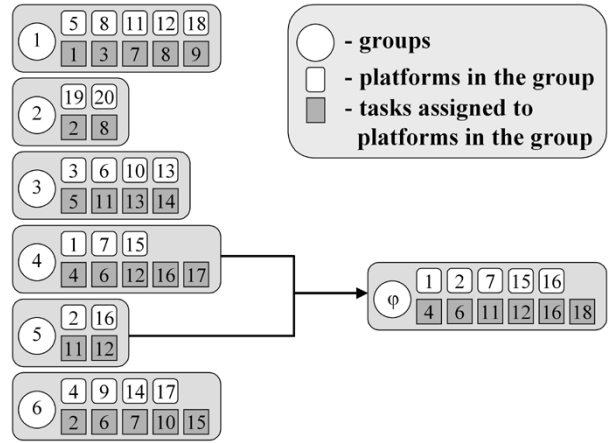 1
5 8 11 12 18
1 3 7 8 9
2
19 20
2 8
3
3 6 10 13
5 11 13 14
4
1 7 15
4 6 12 16 17
5
2 16
11 12
6
4 9 14 17
2 6 7 10 15
- groups
- platforms in the group
- tasks assigned to
platforms in the group
φ
1 2 7 15 16
4 6 11 12 16 18